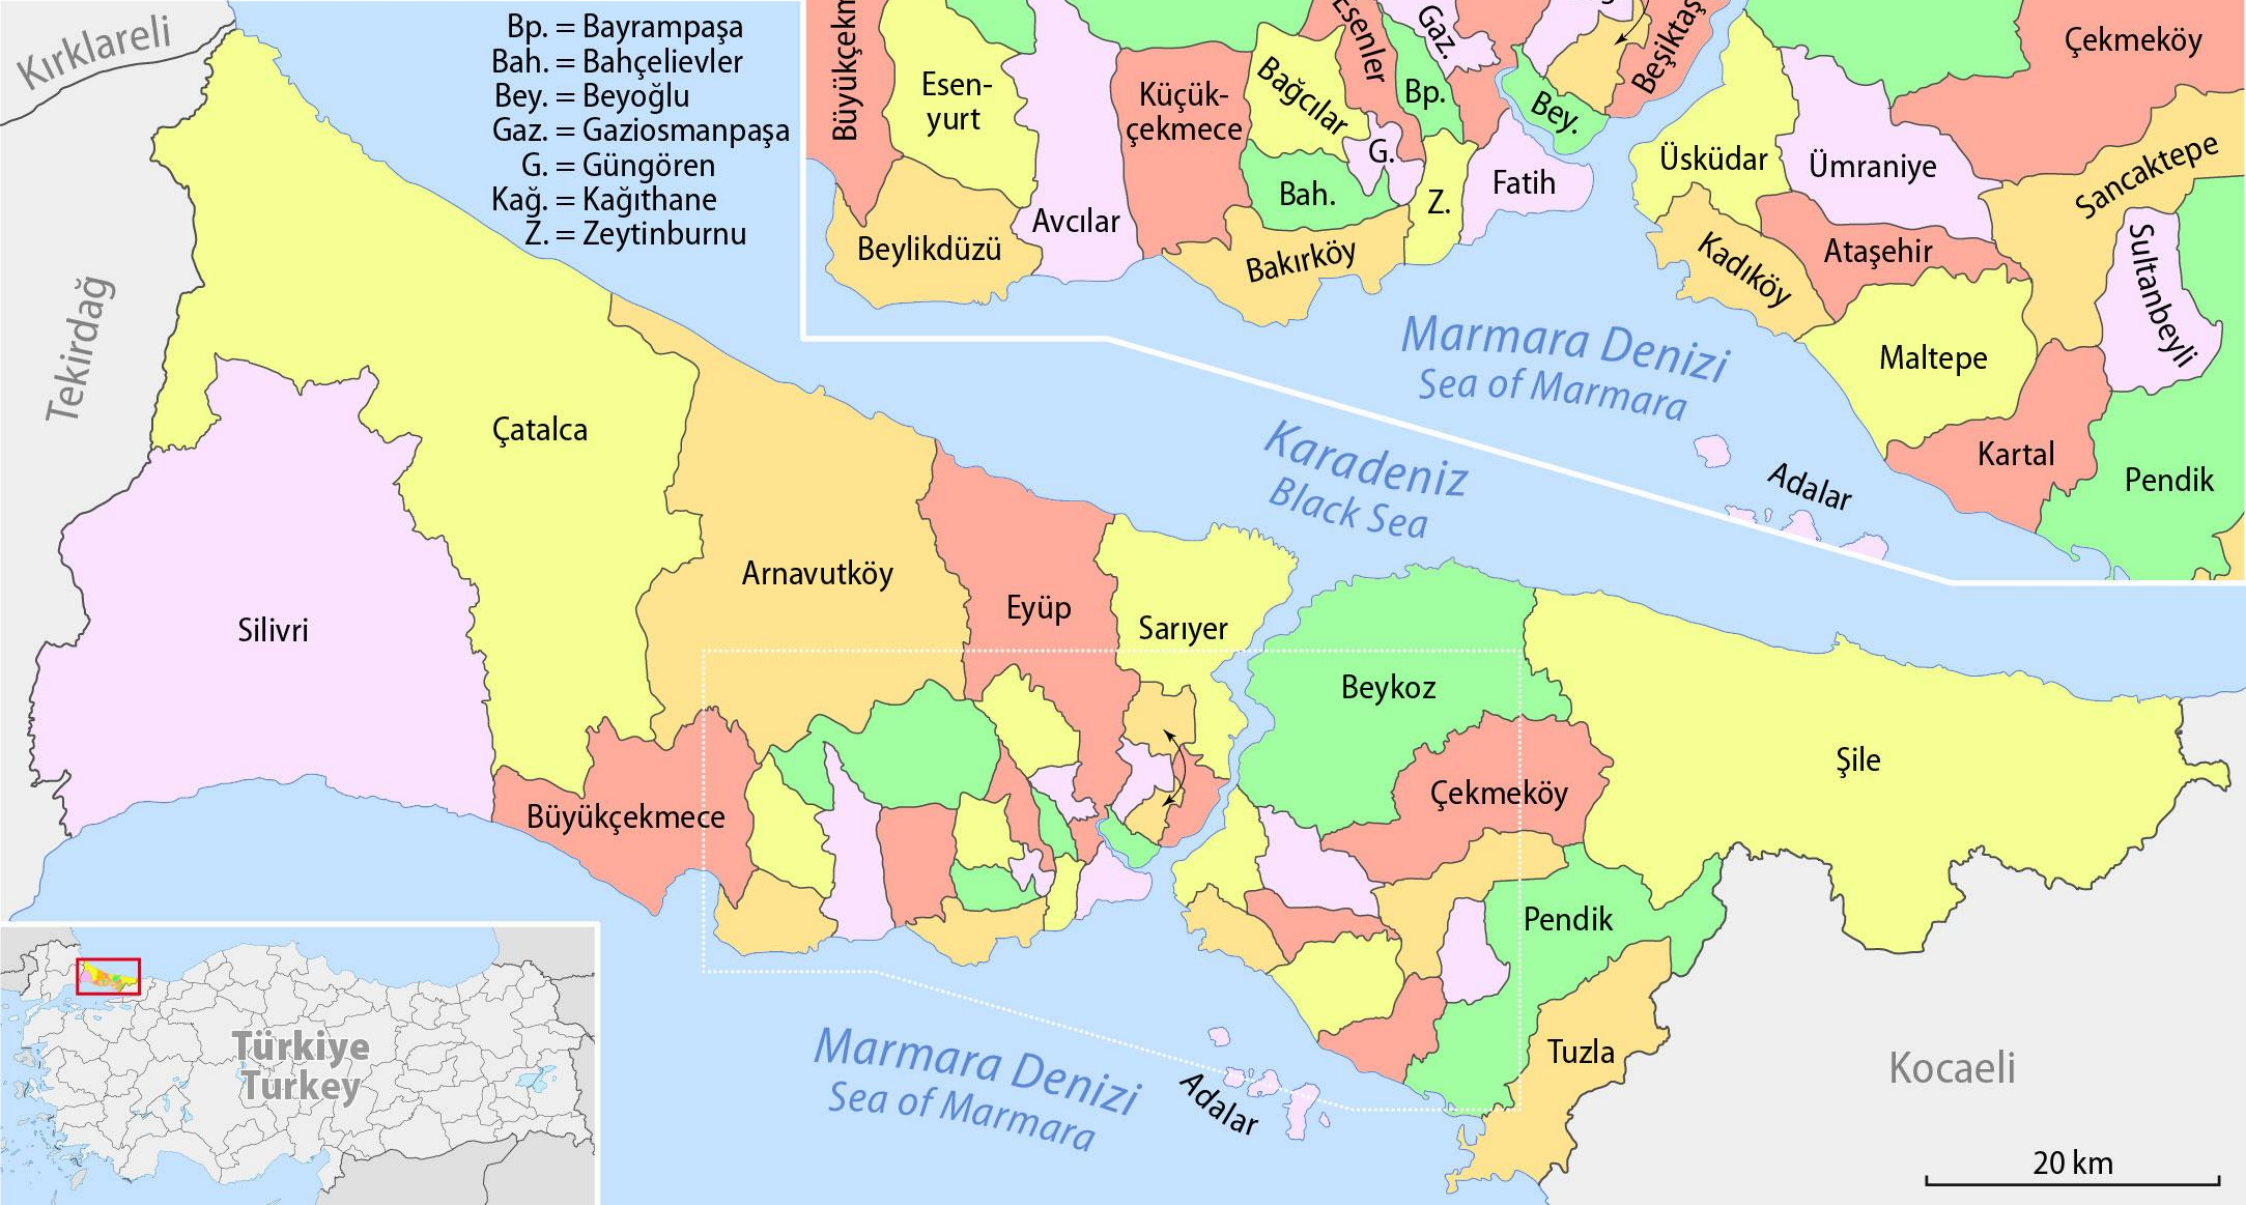 Kırklareli
Tekirdağ
Bp. = Bayrampaşa
Bah. = Bahçelievler
Bey. = Beyoğlu
Gaz. = Gaziosmanpaşa
G. = Güngören
Kağ. = Kağıthane
Z. = Zeytinburnu
Esen-
yurt
Beylikdüzü
Avcılar
Küçük-
çekmece
Bağcılar
Bah.
Bakırköy
Bp.
Gaz.
G.
Z.
Fatih
Bey.
Üsküdar
Ümraniye
Çekmeköy
Sancaktepe
Sultanbeyli
Kadıköy
Ataşehir
Maltepe
Kartal
Pendik
Adalar
Marmara Denizi
Sea of Marmara
Karadeniz
Black Sea
Çatalca
Silivri
Arnavutköy
Eyüp
Sarıyer
Büyükçekmece
Beykoz
Çekmeköy
Şile
Pendik
Tuzla
Kocaeli
Marmara Denizi
Sea of Marmara
Adalar
Türkiye
Turkey
20 km